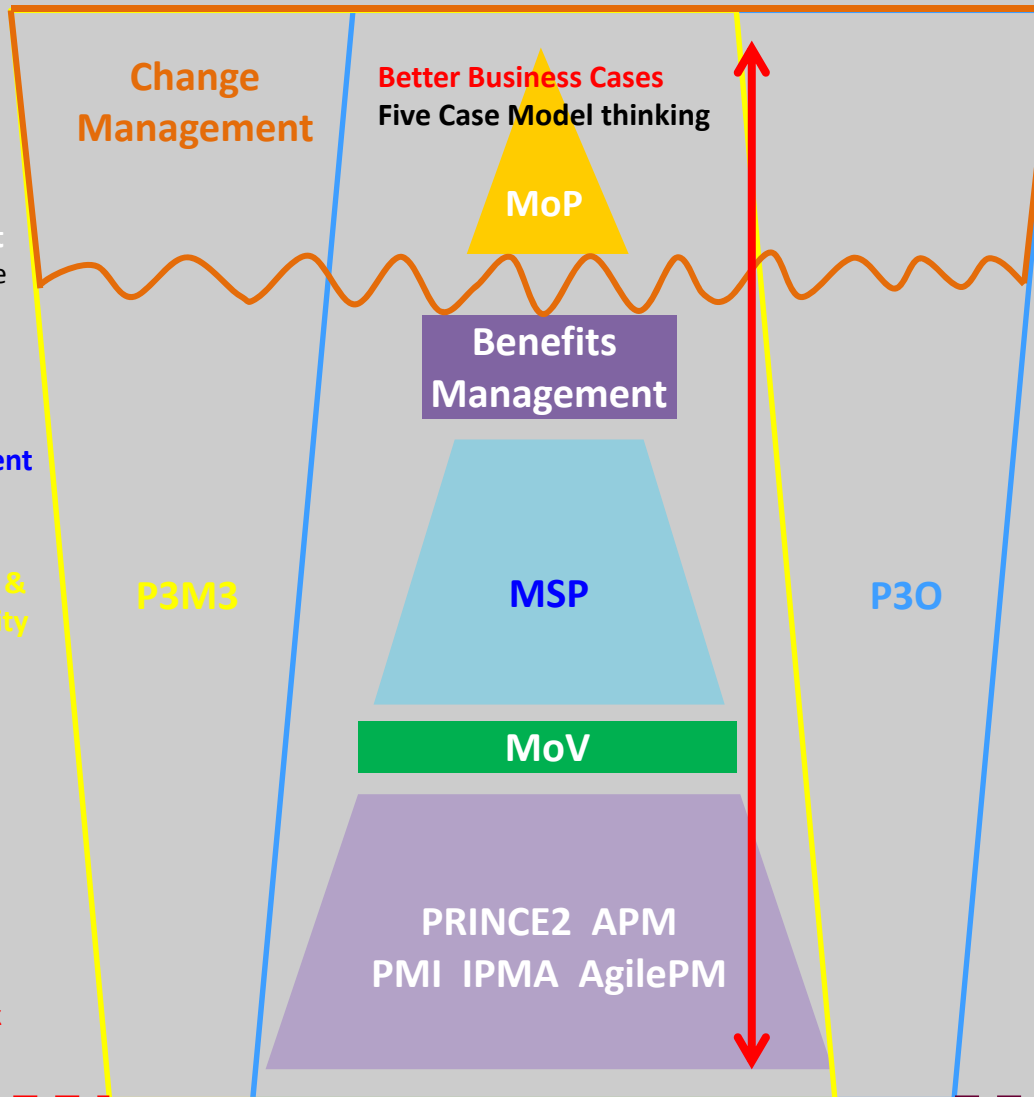 Change
Management
Better Business Cases
Five Case Model thinking
MoP
Benefits
Management
P3M3
MSP
P3O
&
MoV
PRINCE2 APM
PMI IPMA AgilePM